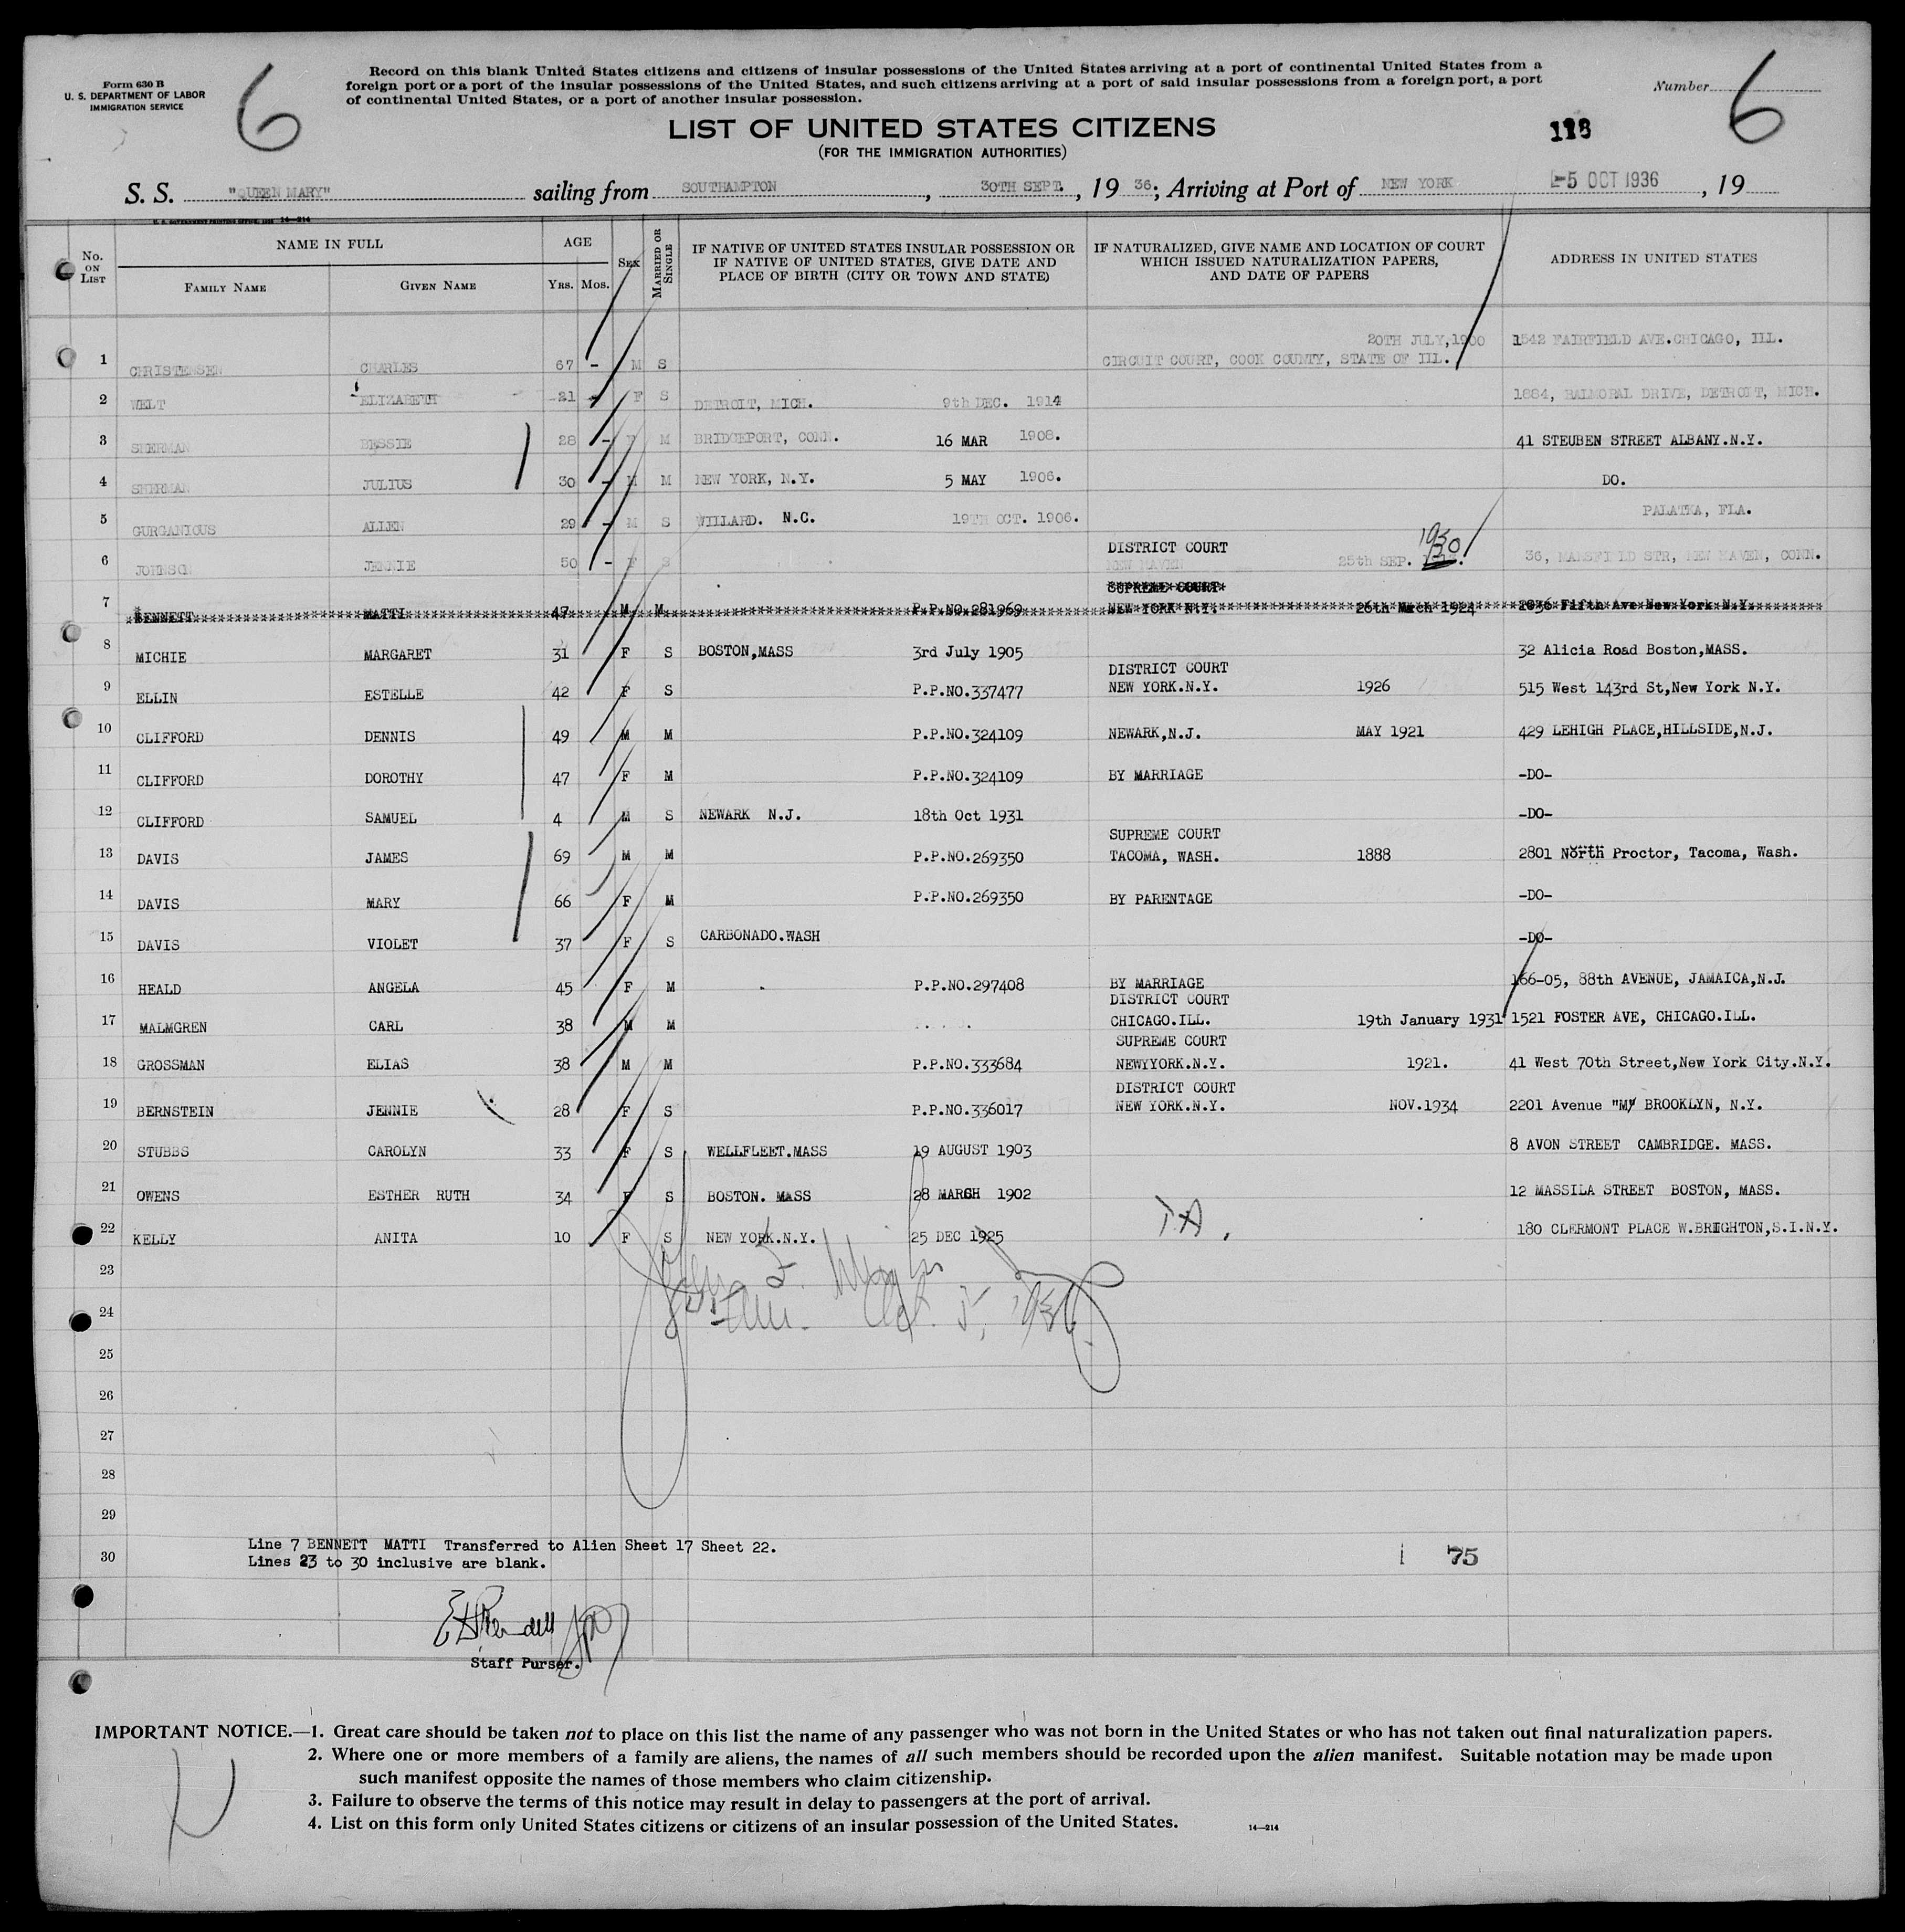 Form 630 B
U. S. DEPARTMENT OF LABOR
IMMIGRATION SERVICE
6
Record on this blank United States citizens and citizens of insular possessions of the United States arriving at a port of continental United States from a
foreign port or a port of the insular possessions of the United States, and such citizens arriving at a port of said insular possessions from a foreign port, a port
of continental United States, or a port of another insular possession.
Number
6
LIST OF UNITED STATES CITIZENS
(FOR THE IMMIGRATION AUTHORITIES)
S. S. "QUEEN MARY" sailing from SOUTHAMPTON, 30TH SEPT., 19 36; Arriving at Port of NEW YORK -5 OCT 1936, 19
U. S. GOVERNMENT PRINTING OFFICE 14—214
No. ON LIST NAME IN FULL AGE SEX MARRIED OR SINGLE IF NATIVE OF UNITED STATES INSULAR POSSESSION OR IF NATIVE OF UNITED STATES, GIVE DATE AND PLACE OF BIRTH (CITY OR TOWN AND STATE) IF NATURALIZED, GIVE NAME AND LOCATION OF COURT WHICH ISSUED NATURALIZATION PAPERS, AND DATE OF PAPERS ADDRESS IN UNITED STATES
FAMILY NAME GIVEN NAME YRS. MOS.
1 CHRISTENSEN CHARLES 67 - M S CIRCUIT COURT, COOK COUNTY, STATE OF Ill. 20TH JULY, 1900 1542 FAIRFIELD AVE. CHICAGO, ILL.
2 WELT ELIZABETH 21 - F S DETROIT, MICH. 9th DEC. 1914 1884, BALMORAL DRIVE, DETROIT, MICH.
3 SHERMAN BESSIE 28 - F M BRIDGEPORT, CONN. 16 MAR 1908. 41 STEUBEN STREET ALBANY.N.Y.
4 SHERMAN JULIUS 30 - M M NEW YORK, N.Y. 5 MAY 1906. DO.
5 GURGANIOUS ALLEN 29 - M S WILLARD. N.C. 19TH OCT. 1906. PALATKA, FLA.
6 JOHNSON JENNIE 50 - F S DISTRICT COURT NEW HAVEN 25th SEP. 1930 36, MANSFIELD STR, NEW HAVEN, CONN.
7 BENNETT MATTI 47 M M P.P.NO.281969 SUPREME COURT NEW YORK N.Y. 26th March 1924 2036 Fifth Ave New York N.Y.
8 MICHIE MARGARET 31 F S BOSTON,MASS 3rd July 1905 32 Alicia Road Boston,MASS.
9 ELLIN ESTELLE 42 F S P.P.NO.337477 DISTRICT COURT NEW YORK.N.Y. 1926 515 West 143rd St,New York N.Y.
10 CLIFFORD DENNIS 49 M M P.P.NO.324109 NEWARK,N.J. MAY 1921 429 LEHIGH PLACE,HILLSIDE,N.J.
11 CLIFFORD DOROTHY 47 F M P.P.NO.324109 BY MARRIAGE -DO-
12 CLIFFORD SAMUEL 4 M S NEWARK N.J. 18th Oct 1931 -DO-
13 DAVIS JAMES 69 M M P.P.NO.269350 SUPREME COURT TACOMA, WASH. 1888 2801 North Proctor, Tacoma, Wash.
14 DAVIS MARY 66 F M P.P.NO.269350 BY PARENTAGE -DO-
15 DAVIS VIOLET 37 F S CARBONADO.WASH -DO-
16 HEALD ANGELA 45 F M P.P.NO.297408 BY MARRIAGE 166-05, 88th AVENUE, JAMAICA,N.J.
17 MALMGREN CARL 38 M M DISTRICT COURT CHICAGO.ILL. 19th January 1931 1521 FOSTER AVE, CHICAGO.ILL.
18 GROSSMAN ELIAS 38 M M P.P.NO.333684 SUPREME COURT NEWYYORK.N.Y. 1921. 41 West 70th Street,New York City.N.Y.
19 BERNSTEIN JENNIE 28 F S P.P.NO.336017 DISTRICT COURT NEW YORK.N.Y. NOV.1934 2201 Avenue "M" BROOKLYN, N.Y.
20 STUBBS CAROLYN 33 F S WELLFLEET.MASS 19 AUGUST 1903 8 AVON STREET CAMBRIDGE. MASS.
21 OWENS ESTHER RUTH 34 F S BOSTON. MASS 28 MARCH 1902 12 MASSILA STREET BOSTON, MASS.
22 KELLY ANITA 10 F S NEW YORK.N.Y. 25 DEC 1925 180 CLERMONT PLACE W.BRIGHTON,S.I.N.Y.
23
24 Oct. 5, 1936
25
26
27
28
29
30
Line 7 BENNETT MATTI Transferred to Alien Sheet 17 Sheet 22.
Lines 23 to 30 inclusive are blank.
75
Staff Purser.
IMPORTANT NOTICE.—1. Great care should be taken not to place on this list the name of any passenger who was not born in the United States or who has not taken out final naturalization papers.
2. Where one or more members of a family are aliens, the names of all such members should be recorded upon the alien manifest. Suitable notation may be made upon
such manifest opposite the names of those members who claim citizenship.
3. Failure to observe the terms of this notice may result in delay to passengers at the port of arrival.
4. List on this form only United States citizens or citizens of an insular possession of the United States.
14—214